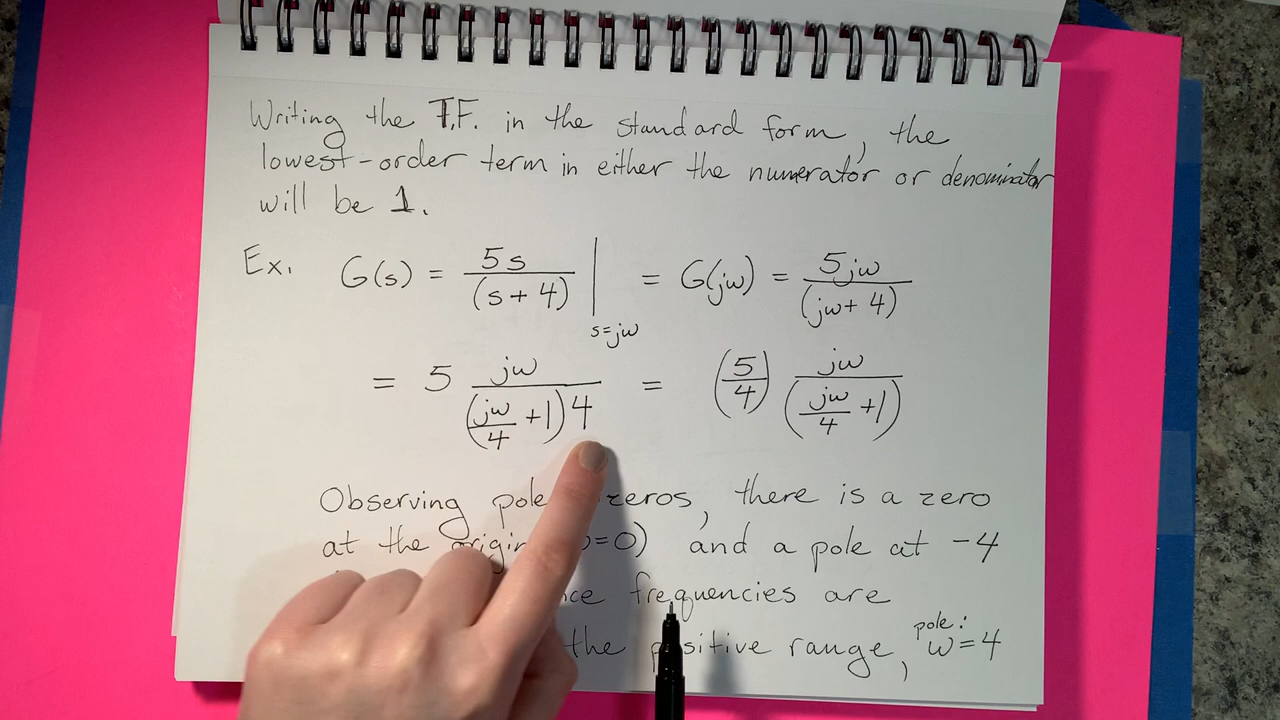 Writing the T.F. in the standard form, the
lowest-order term in either the numerator or denominator
will be 1.
Ex. G(s) = 5s / (s + 4) | s=jω = G(jω) = 5jω / (jω + 4)
= 5 jω / (jω/4 + 1) 4 = (5/4) jω / (jω/4 + 1)
Observing pole zeros, there is a zero
at the =0) and a pole at -4
frequencies are
the positive range, pole: ω=4